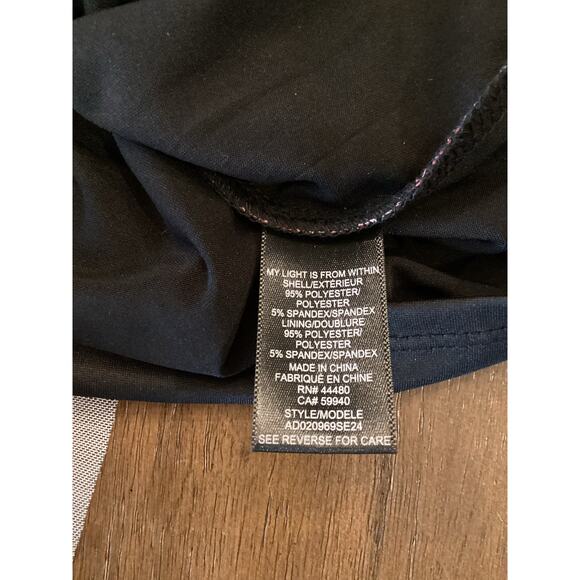 MY LIGHT IS FROM WITHIN
SHELL/EXTÉRIEUR
95% POLYESTER/
POLYESTER
5% SPANDEX/SPANDEX
LINING/DOUBLURE
95% POLYESTER/
POLYESTER
5% SPANDEX/SPANDEX
MADE IN CHINA
FABRIQUÉ EN CHINE
RN# 44480
CA# 59940
STYLE/MODELE
AD020969SE24
SEE REVERSE FOR CARE